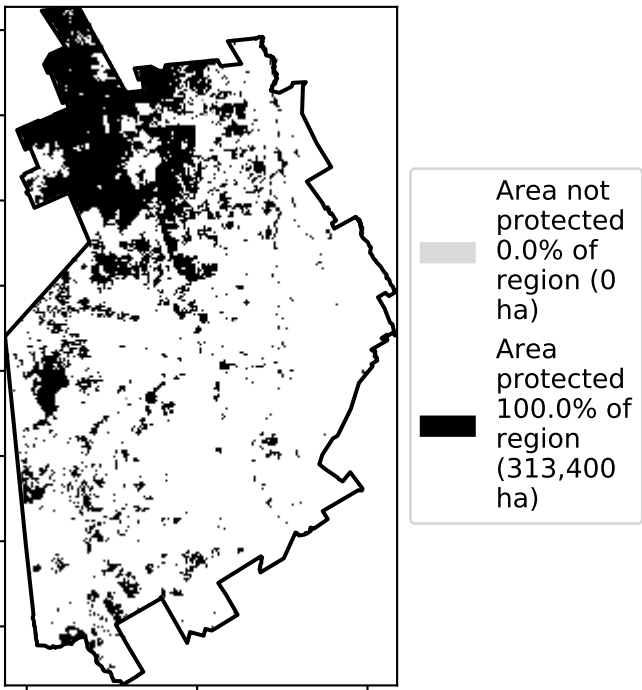 Area not
protected
0.0% of
region (0
ha)
Area
protected
100.0% of
region
(313,400
ha)